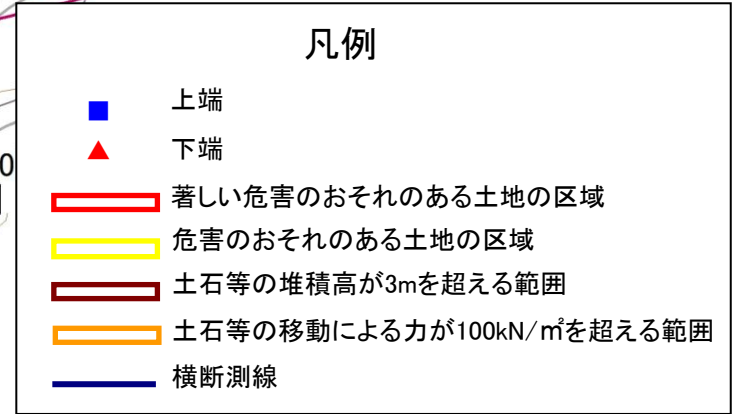 凡例
上端
下端
著しい危害のおそれのある土地の区域
危害のおそれのある土地の区域
土石等の堆積高が3mを超える範囲
土石等の移動による力が100kN/㎡を超える範囲
横断測線
0